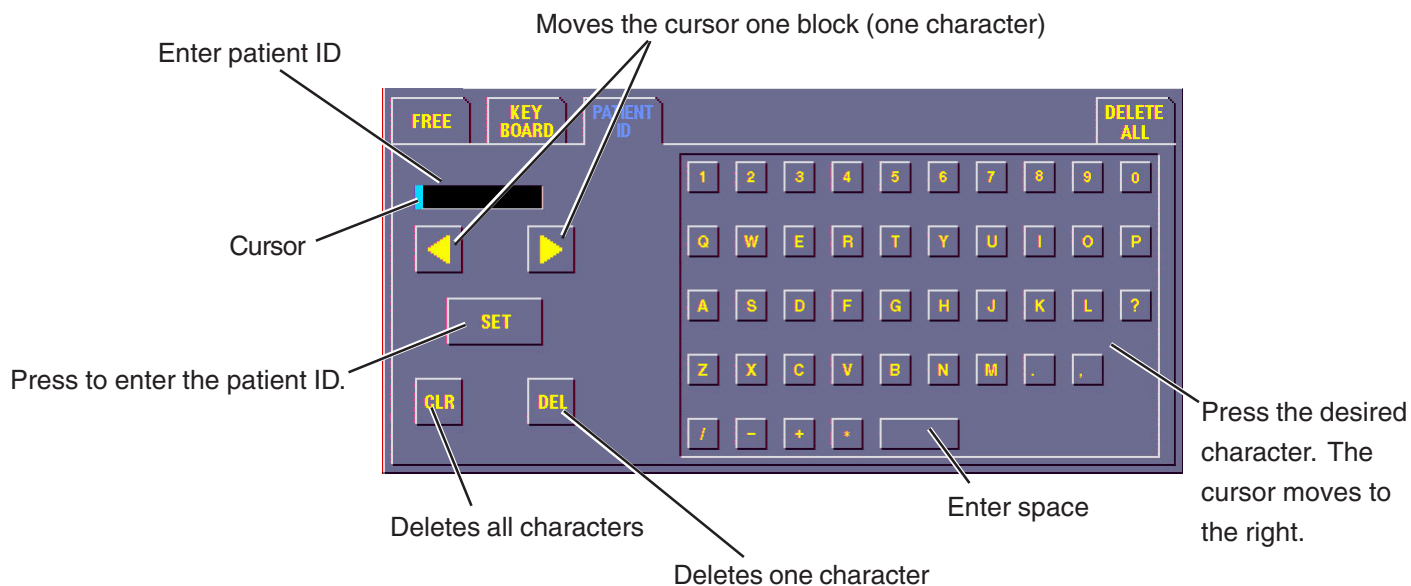 Moves the cursor one block (one character)
Enter patient ID
FREE
KEY
BOARD
PATIENT
ID
DELETE
ALL
1 2 3 4 5 6 7 8 9 0
Cursor
Q W E R T Y U I O P
SET
A S D F G H J K L ?
Press to enter the patient ID.
CLR
DEL
Z X C V B N M . ,
/ - + *
Press the desired
character. The
cursor moves to
the right.
Enter space
Deletes all characters
Deletes one character